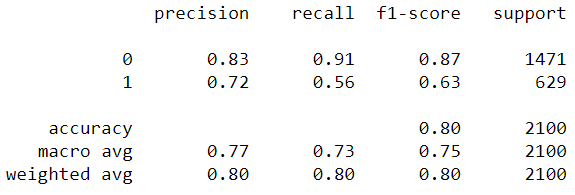 precision recall f1-score support
0 0.83 0.91 0.87 1471
1 0.72 0.56 0.63 629
accuracy 0.80 2100
macro avg 0.77 0.73 0.75 2100
weighted avg 0.80 0.80 0.80 2100